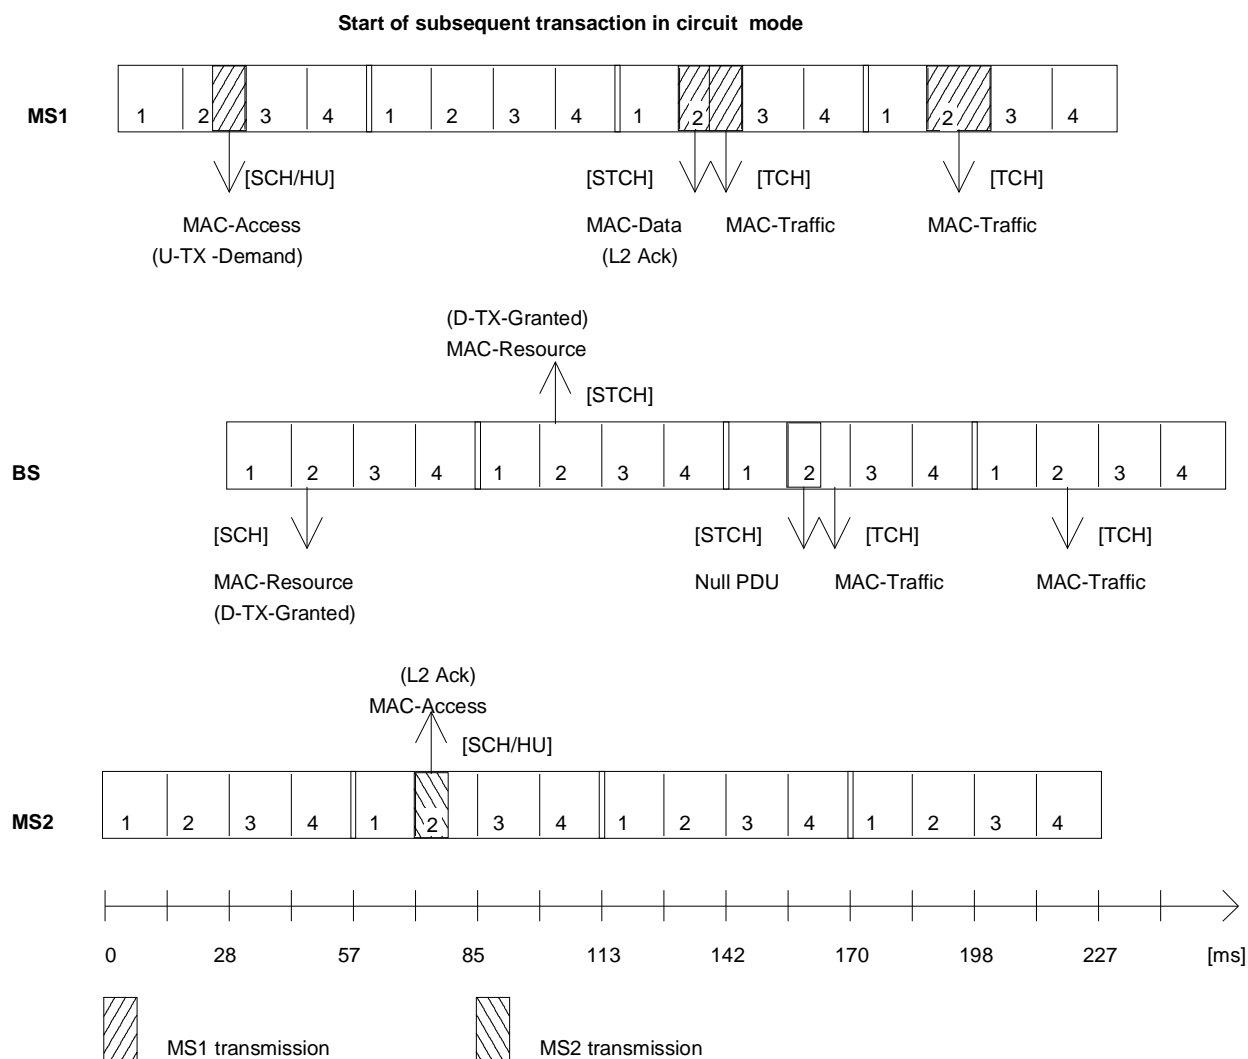 Start of subsequent transaction in circuit mode
MS1
1 2 3 4 1 2 3 4 1 2 3 4 1 2 3 4
[SCH/HU] [STCH] [TCH] [TCH]
MAC-Access MAC-Data MAC-Traffic MAC-Traffic
(U-TX -Demand) (L2 Ack)
(D-TX-Granted)
MAC-Resource
[STCH]
BS
1 2 3 4 1 2 3 4 1 2 3 4 1 2 3 4
[SCH] [STCH] [TCH] [TCH]
MAC-Resource Null PDU MAC-Traffic MAC-Traffic
(D-TX-Granted)
(L2 Ack)
MAC-Access
[SCH/HU]
MS2
1 2 3 4 1 2 3 4 1 2 3 4 1 2 3 4
0 28 57 85 113 142 170 198 227 [ms]
MS1 transmission MS2 transmission